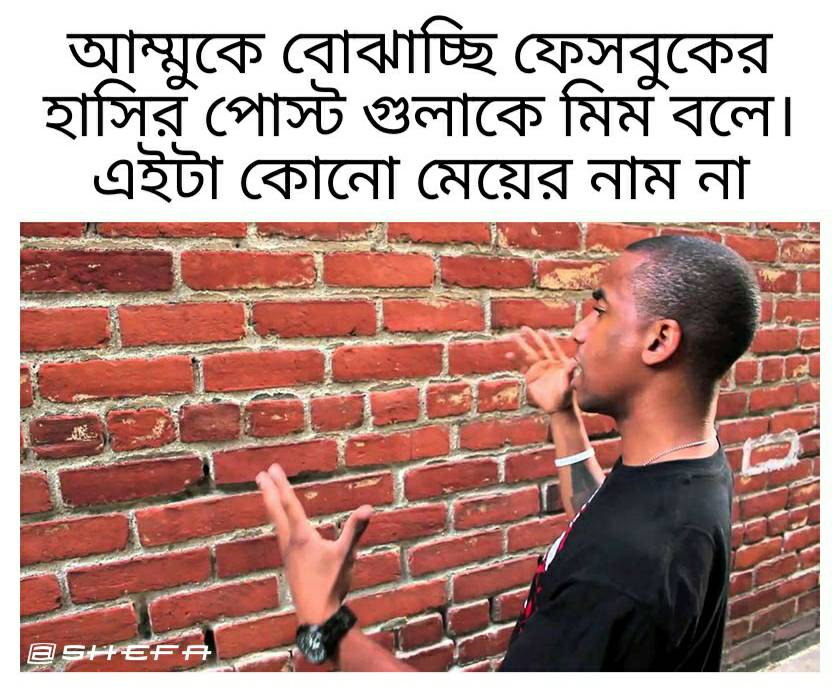 আম্মুকে বোঝাচ্ছি ফেসবুকের
হাসির পোস্ট গুলাকে মিম বলে।
এইটা কোনো মেয়ের নাম না
@SHEFA